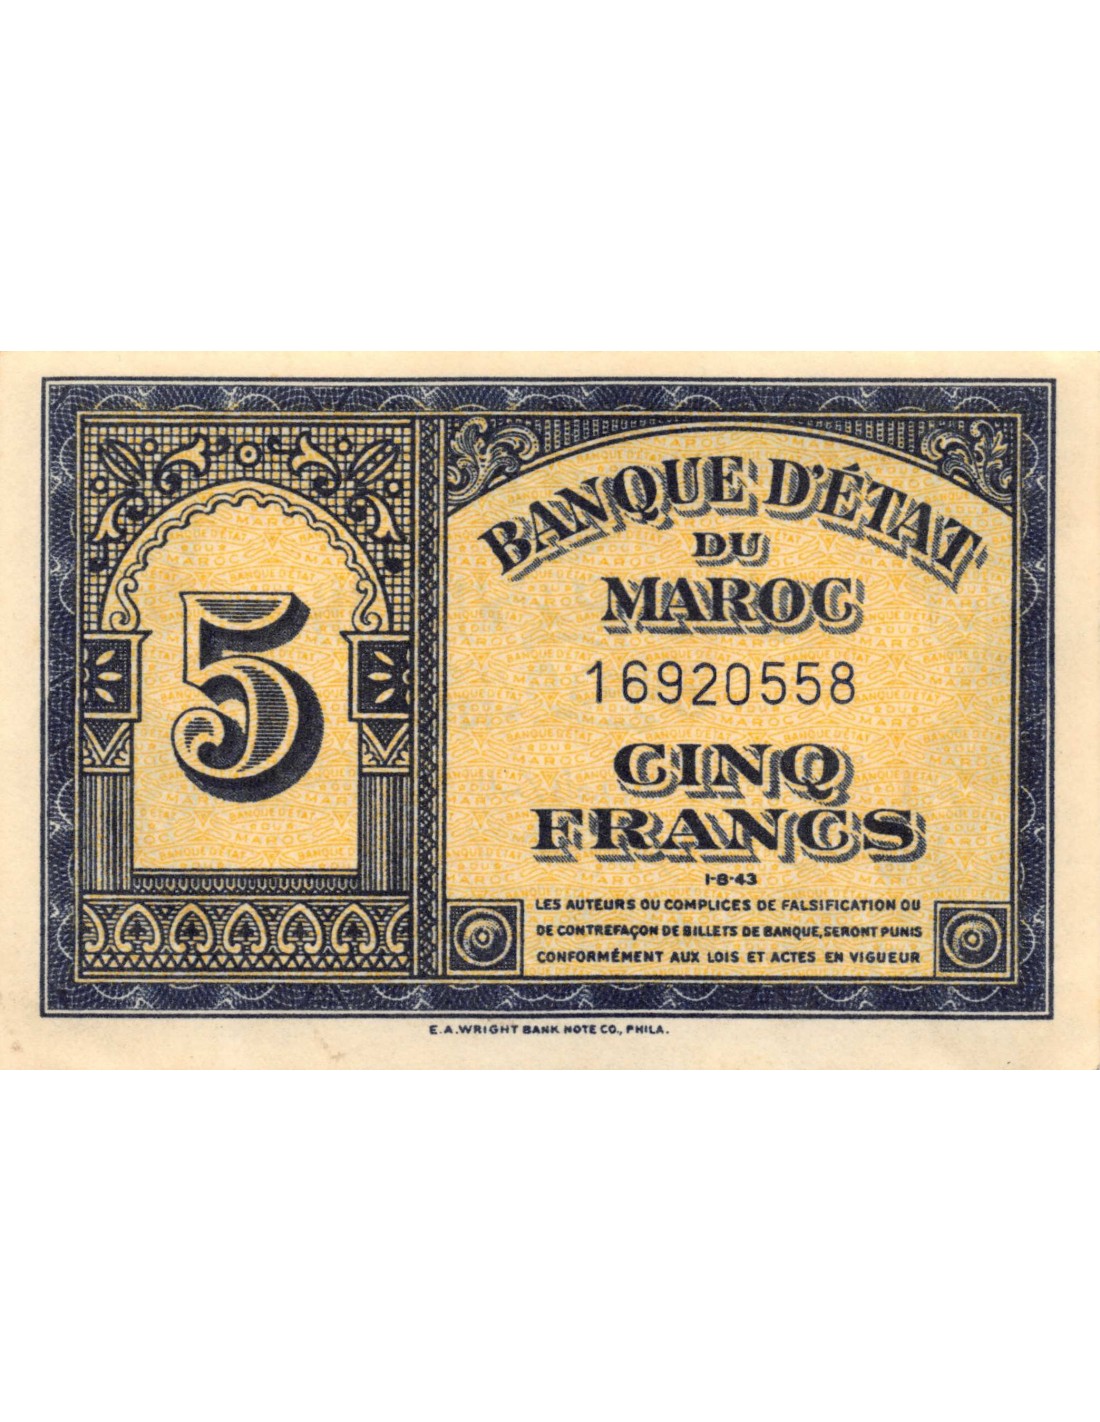 5
BANQUE D'ÉTAT
DU
MAROC
16920558
CINQ
FRANCS
1-8-43
LES AUTEURS OU COMPLICES DE FALSIFICATION OU
DE CONTREFAÇON DE BILLETS DE BANQUE, SERONT PUNIS
CONFORMÉMENT AUX LOIS ET ACTES EN VIGUEUR
E.A.WRIGHT BANK NOTE CO., PHILA.